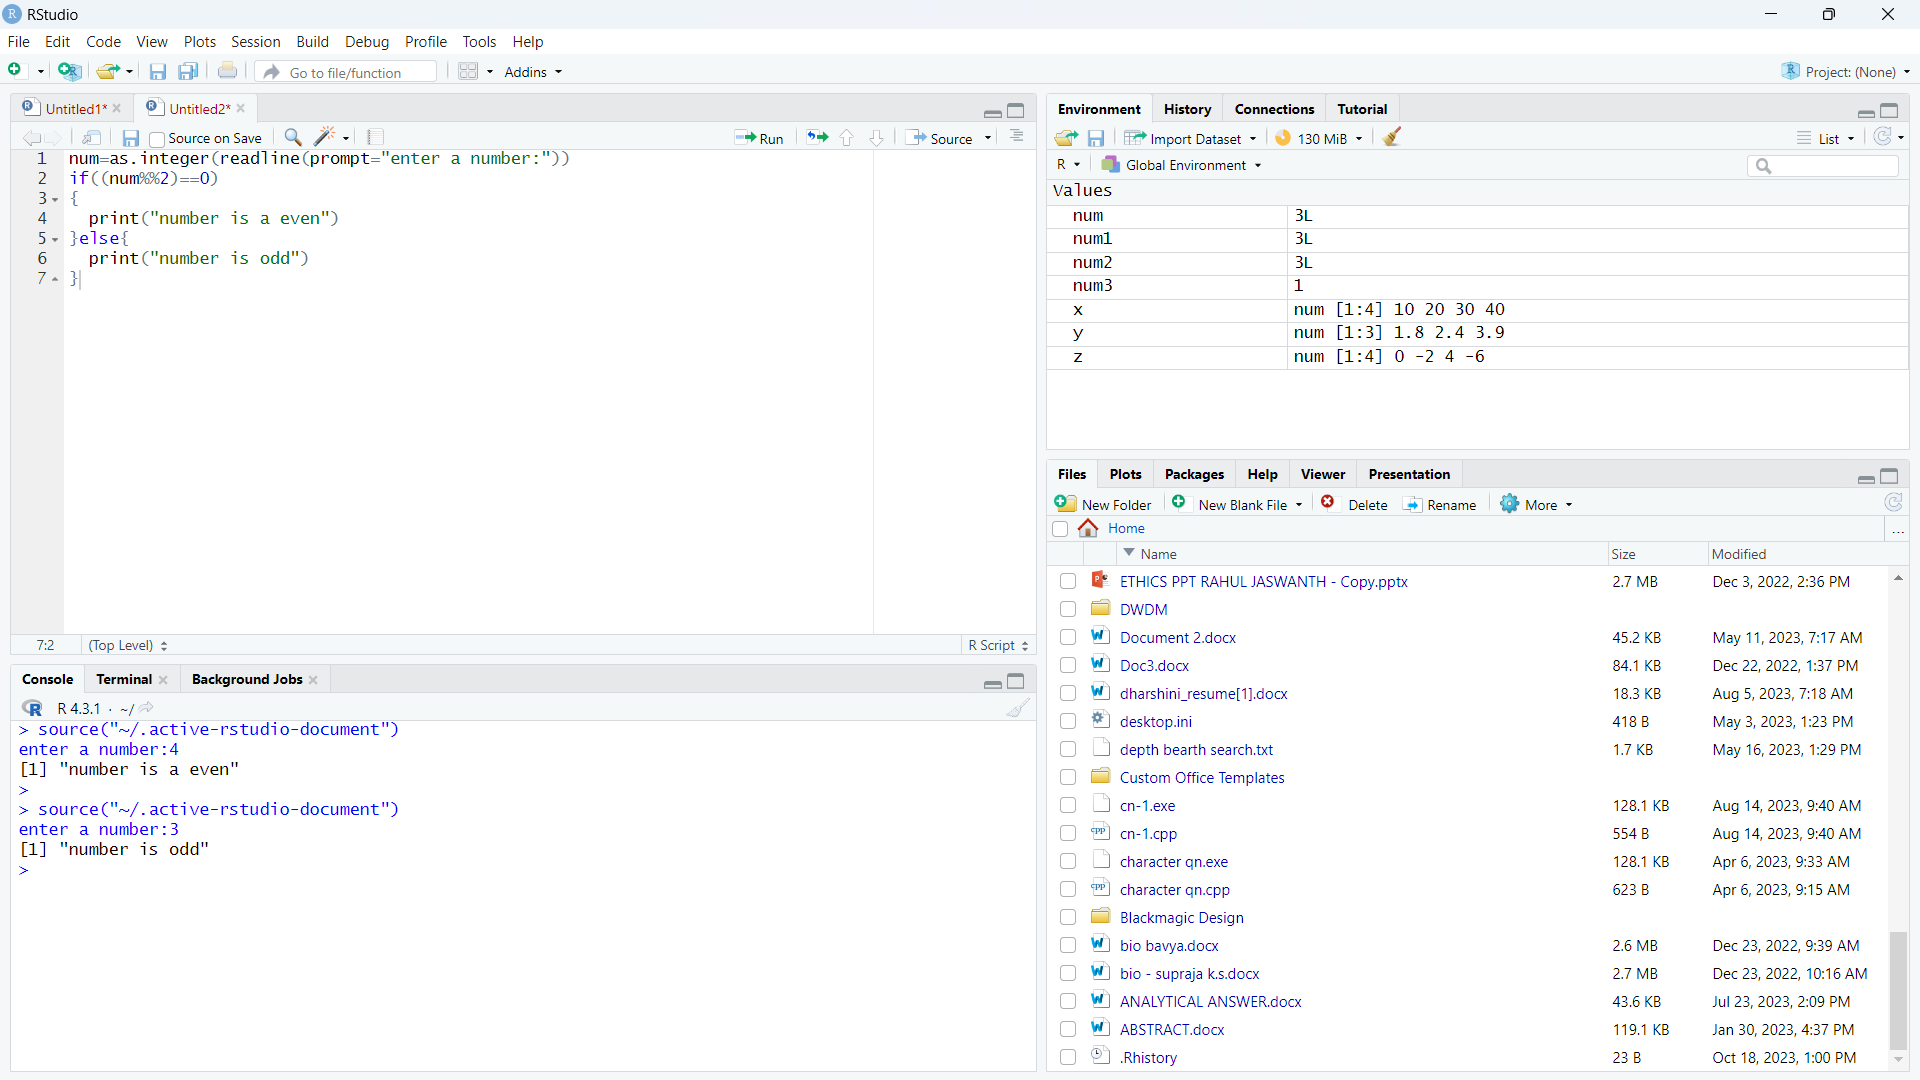 RStudio
File Edit Code View Plots Session Build Debug Profile Tools Help
Go to file/function Addins Project: (None)
Untitled1* Untitled2*
Source on Save Run Source
1 num=as.integer(readline(prompt="enter a number:"))
2 if((num%%2)==0)
3 {
4 print("number is a even")
5 }else{
6 print("number is odd")
7 }
7:2 (Top Level) R Script
Console Terminal Background Jobs
R 4.3.1 · ~/
> source("~/.active-rstudio-document")
enter a number:4
[1] "number is a even"
>
> source("~/.active-rstudio-document")
enter a number:3
[1] "number is odd"
>
Environment History Connections Tutorial
Import Dataset 130 MiB List
R Global Environment
Values
num 3L
num1 3L
num2 3L
num3 1
x num [1:4] 10 20 30 40
y num [1:3] 1.8 2.4 3.9
z num [1:4] 0 -2 4 -6
Files Plots Packages Help Viewer Presentation
New Folder New Blank File Delete Rename More
Home ...
Name Size Modified
ETHICS PPT RAHUL JASWANTH - Copy.pptx 2.7 MB Dec 3, 2022, 2:36 PM
DWDM
Document 2.docx 45.2 KB May 11, 2023, 7:17 AM
Doc3.docx 84.1 KB Dec 22, 2022, 1:37 PM
dharshini_resume[1].docx 18.3 KB Aug 5, 2023, 7:18 AM
desktop.ini 418 B May 3, 2023, 1:23 PM
depth bearth search.txt 1.7 KB May 16, 2023, 1:29 PM
Custom Office Templates
cn-1.exe 128.1 KB Aug 14, 2023, 9:40 AM
cn-1.cpp 554 B Aug 14, 2023, 9:40 AM
character qn.exe 128.1 KB Apr 6, 2023, 9:33 AM
character qn.cpp 623 B Apr 6, 2023, 9:15 AM
Blackmagic Design
bio bavya.docx 2.6 MB Dec 23, 2022, 9:39 AM
bio - supraja k.s.docx 2.7 MB Dec 23, 2022, 10:16 AM
ANALYTICAL ANSWER.docx 43.6 KB Jul 23, 2023, 2:09 PM
ABSTRACT.docx 119.1 KB Jan 30, 2023, 4:37 PM
.Rhistory 23 B Oct 18, 2023, 1:00 PM